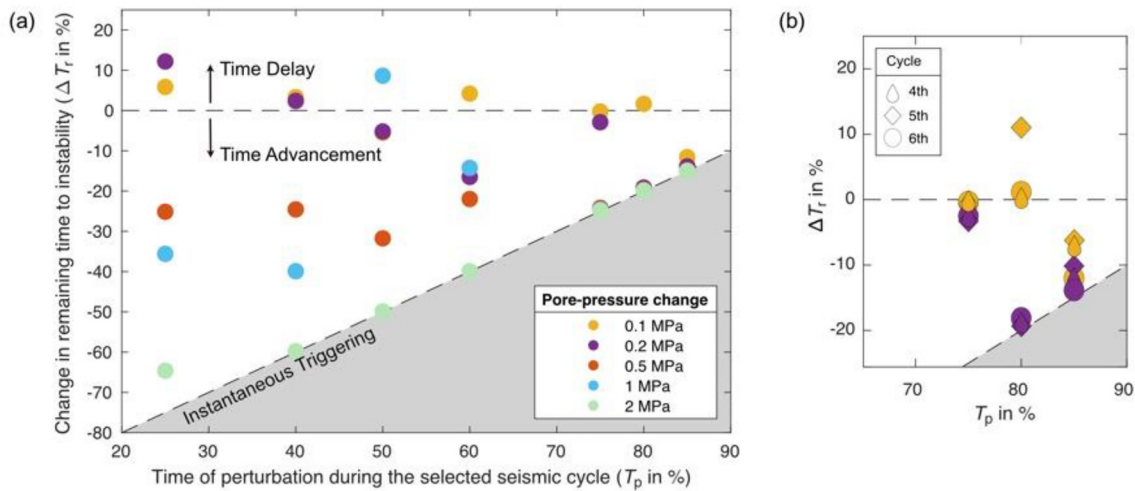 (a)
Change in remaining time to instability (Δ Tr in %)
20
10
0
-10
-20
-30
-40
-50
-60
-70
-80
Time Delay
Time Advancement
Instantaneous Triggering
Pore-pressure change
0.1 MPa
0.2 MPa
0.5 MPa
1 MPa
2 MPa
20 30 40 50 60 70 80 90
Time of perturbation during the selected seismic cycle (Tp in %)
(b)
Δ Tr in %
20
10
0
-10
-20
Cycle
4th
5th
6th
70 80 90
Tp in %